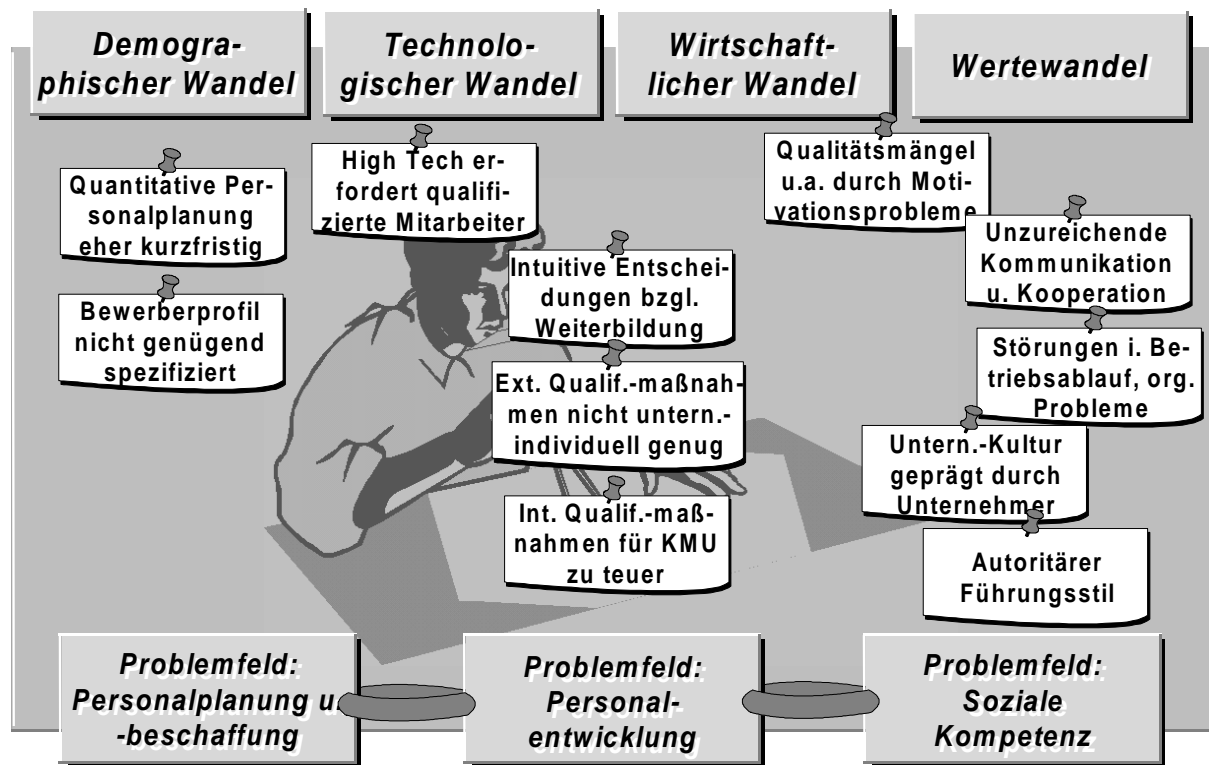 Demogra-
phischer Wandel
Technolo-
gischer Wandel
Wirtschaft-
licher Wandel
Wertewandel
Quantitative Per-
sonalplanung
eher kurzfristig
Bewerberprofil
nicht genügend
spezifiziert
High Tech er-
fordert qualifi-
zierte Mitarbeiter
Intuitive Entschei-
dungen bzgl.
Weiterbildung
Ext. Qualif.-maßnah-
men nicht untern.-
individuell genug
Int. Qualif.-maß-
nahmen für KMU
zu teuer
Qualitätsmängel
u.a. durch Moti-
vationsprobleme
Unzureichende
Kommunikation
u. Kooperation
Störungen i. Be-
triebsablauf, org.
Probleme
Untern.-Kultur
geprägt durch
Unternehmer
Autoritärer
Führungsstil
Problemfeld:
Personalplanung u.
-beschaffung
Problemfeld:
Personal-
entwicklung
Problemfeld:
Soziale
Kompetenz